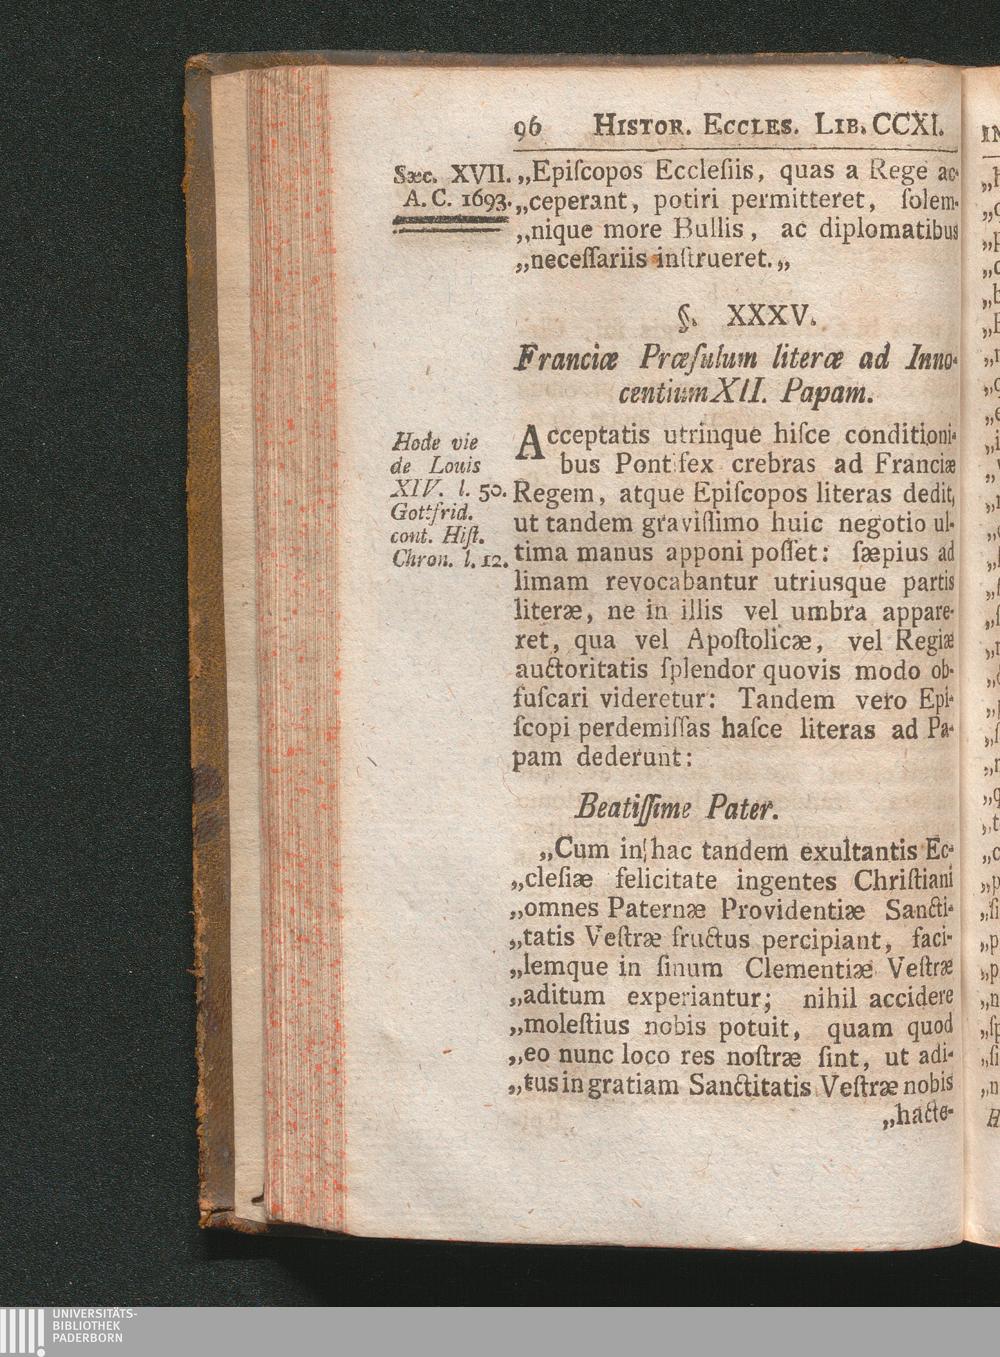 96 HISTOR. ECCLES. LIB. CCXI.
Sæc. XVII.
A. C. 1693.
„Epiſcopos Eccleſiis, quas a Rege ac-
„ceperant, potiri permitteret, ſolem-
„nique more Bullis, ac diplomatibus
„neceſſariis inſtrueret.„
§. XXXV.
Franciæ Præſulum literæ ad Inno-
centium XII. Papam.
Hode vie
de Louis
XIV. l. 50.
Gottfrid.
cont. Hiſt.
Chron. l. 12.
Acceptatis utrinque hiſce conditioni-
bus Pontifex crebras ad Franciæ
Regem, atque Epiſcopos literas dedit,
ut tandem graviſſimo huic negotio ul-
tima manus apponi poſſet: ſæpius ad
limam revocabantur utriusque partis
literæ, ne in illis vel umbra appare-
ret, qua vel Apoſtolicæ, vel Regiæ
auctoritatis ſplendor quovis modo ob-
fuſcari videretur: Tandem vero Epi-
ſcopi perdemiſſas haſce literas ad Pa-
pam dederunt:
Beatiſſime Pater.
„Cum in hac tandem exultantis Ec-
„cleſiæ felicitate ingentes Chriſtiani
„omnes Paternæ Providentiæ Sancti-
„tatis Veſtræ fructus percipiant, faci-
„lemque in ſinum Clementiæ Veſtræ
„aditum experiantur; nihil accidere
„moleſtius nobis potuit, quam quod
„eo nunc loco res noſtræ ſint, ut adi-
„tus in gratiam Sanctitatis Veſtræ nobis
„hacte-
UNIVERSITÄTS-
BIBLIOTHEK
PADERBORN